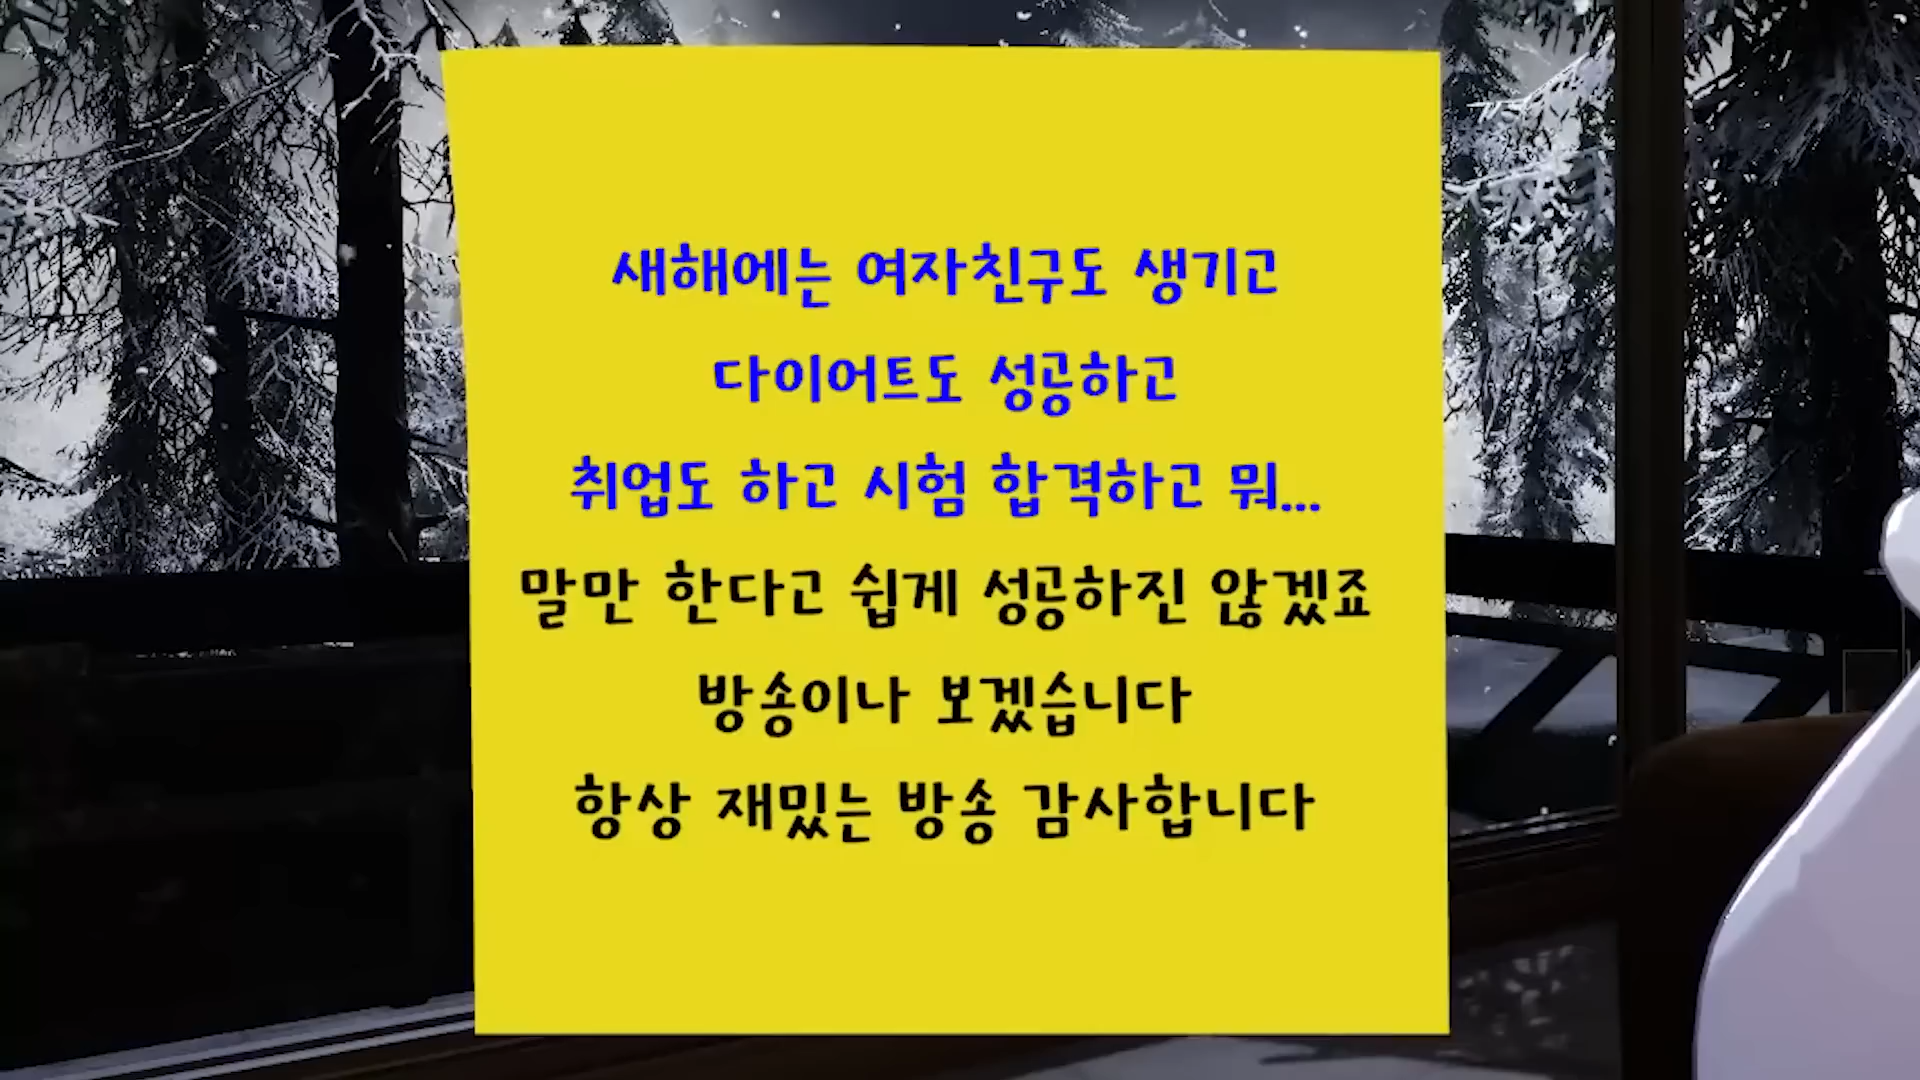 새해에는 여자친구도 생기고
다이어트도 성공하고
취업도 하고 시험 합격하고 뭐...
말만 한다고 쉽게 성공하진 않겠죠
방송이나 보겠습니다
항상 재밌는 방송 감사합니다